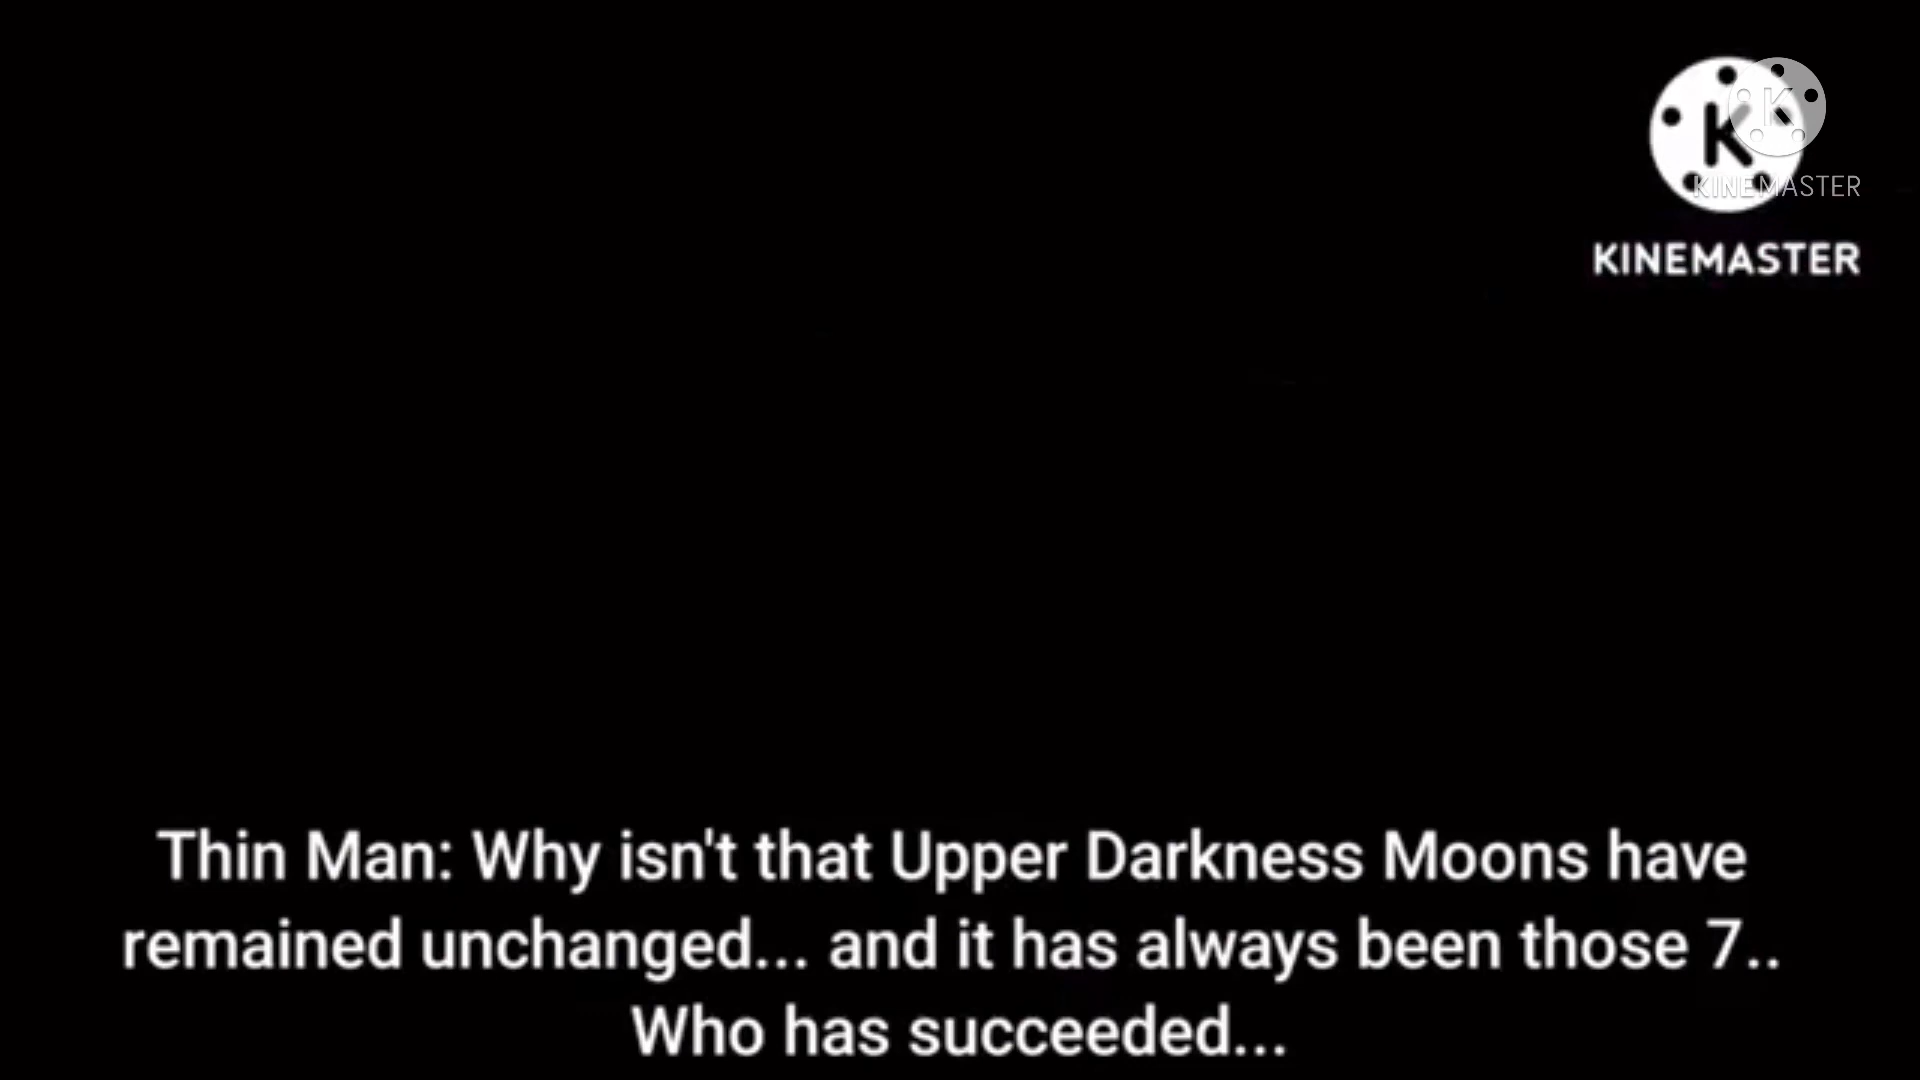 K
K
KINEMASTER
KINEMASTER
Thin Man: Why isn't that Upper Darkness Moons have
remained unchanged... and it has always been those 7..
Who has succeeded...